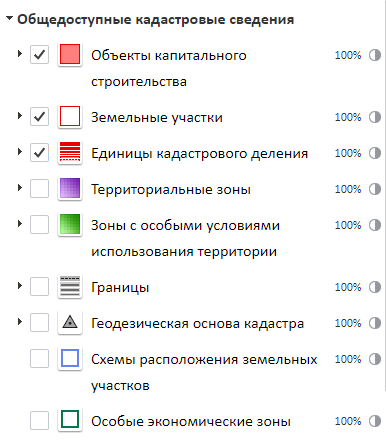 Общедоступные кадастровые сведения
Объекты капитального 100%
строительства
Земельные участки 100%
Единицы кадастрового деления 100%
Территориальные зоны 100%
Зоны с особыми условиями 100%
использования территории
Границы 100%
Геодезическая основа кадастра 100%
Схемы расположения земельных 100%
участков
Особые экономические зоны 100%